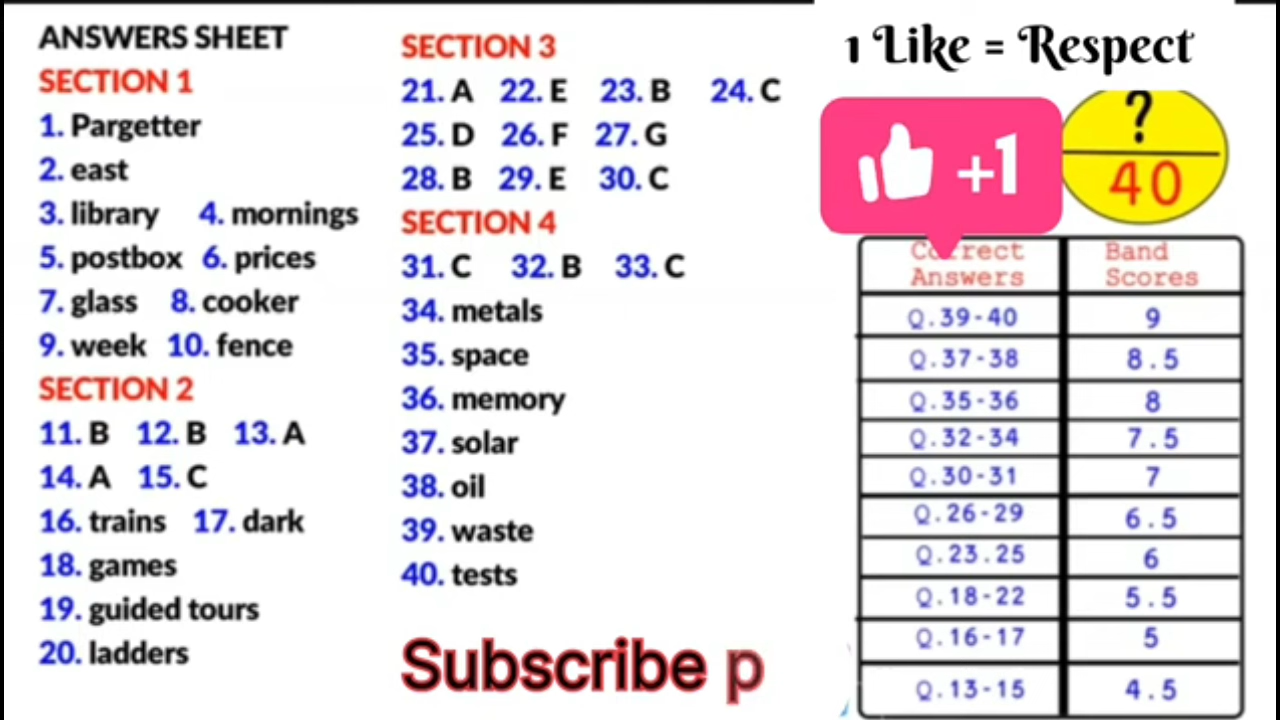 ANSWERS SHEET
SECTION 1
1. Pargetter
2. east
3. library 4. mornings
5. postbox 6. prices
7. glass 8. cooker
9. week 10. fence
SECTION 2
11. B 12. B 13. A
14. A 15. C
16. trains 17. dark
18. games
19. guided tours
20. ladders
SECTION 3
21. A 22. E 23. B 24. C
25. D 26. F 27. G
28. B 29. E 30. C
SECTION 4
31. C 32. B 33. C
34. metals
35. space
36. memory
37. solar
38. oil
39. waste
40. tests
Subscribe p
1 Like = Respect
+1
?
40
Correct Answers Band Scores
Q.39-40 9
Q.37-38 8.5
Q.35-36 8
Q.32-34 7.5
Q.30-31 7
Q.26-29 6.5
Q.23.25 6
Q.18-22 5.5
Q.16-17 5
Q.13-15 4.5